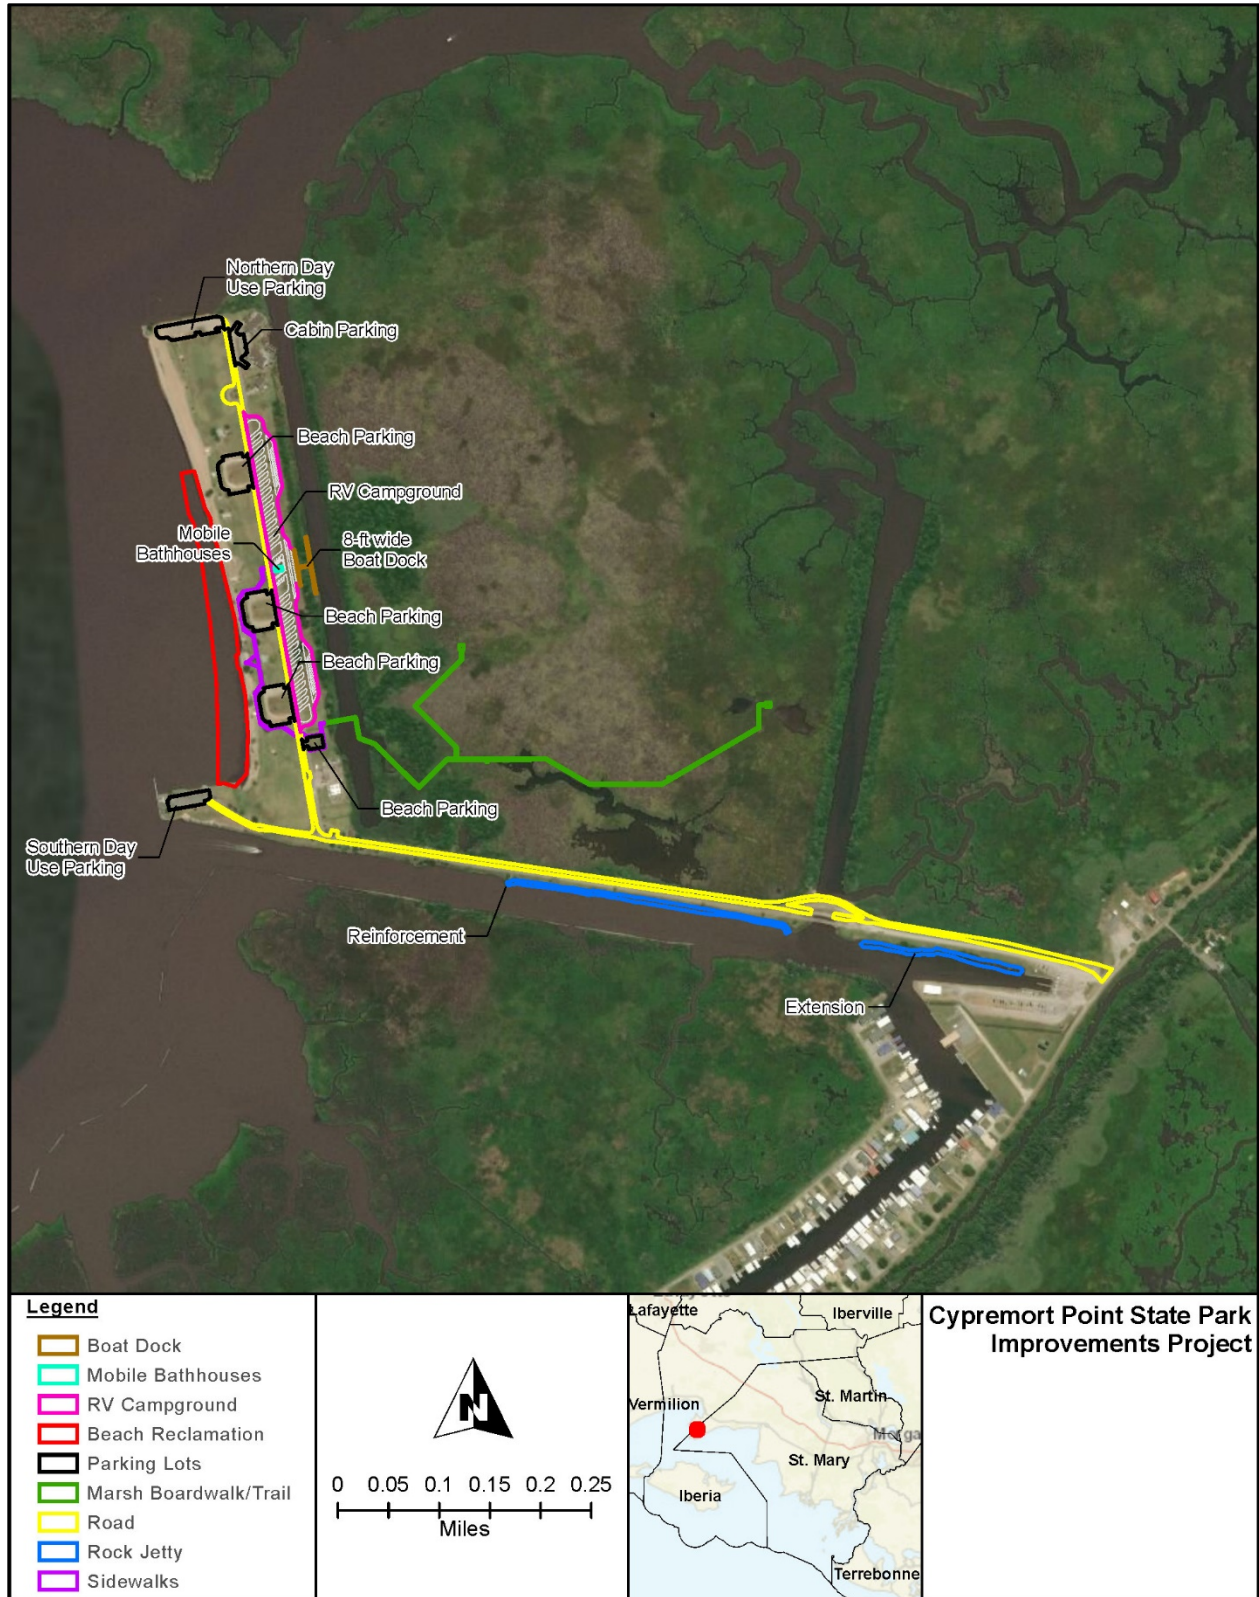 Northern Day
Use Parking
Cabin Parking
Beach Parking
RV Campground
Mobile
Bathhouses
8-ft wide
Boat Dock
Beach Parking
Beach Parking
Beach Parking
Southern Day
Use Parking
Reinforcement
Extension
Legend
Boat Dock
Mobile Bathhouses
RV Campground
Beach Reclamation
Parking Lots
Marsh Boardwalk/Trail
Road
Rock Jetty
Sidewalks
N
0 0.05 0.1 0.15 0.2 0.25
Miles
Lafayette
Iberville
Vermilion
St. Martin
Morga
St. Mary
Iberia
Terrebonne
Cypremort Point State Park
Improvements Project